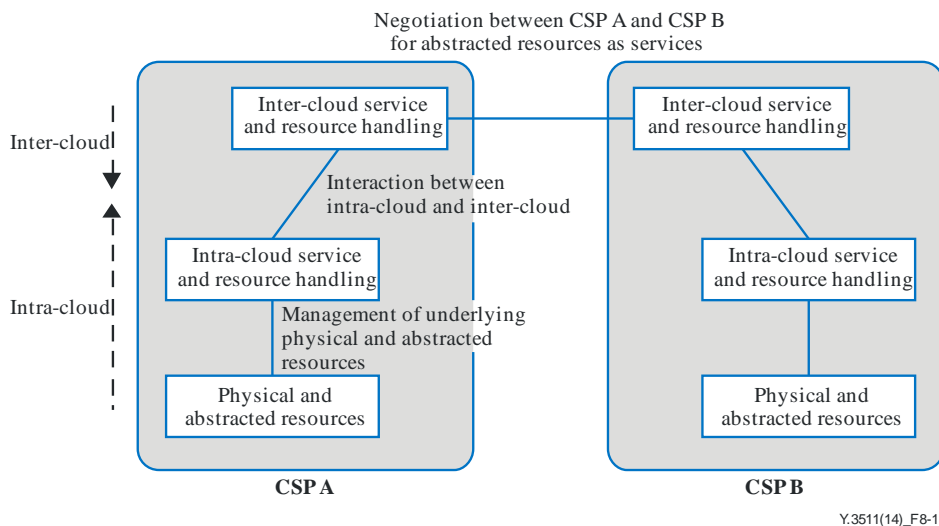 Negotiation between CSP A and CSP B
for abstracted resources as services
Inter-cloud service
and resource handling
Inter-cloud service
and resource handling
Inter-cloud
Interaction between
intra-cloud and inter-cloud
Intra-cloud service
and resource handling
Intra-cloud service
and resource handling
Intra-cloud
Management of underlying
physical and abstracted
resources
Physical and
abstracted resources
Physical and
abstracted resources
CSP A
CSP B
Y.3511(14)_F8-1